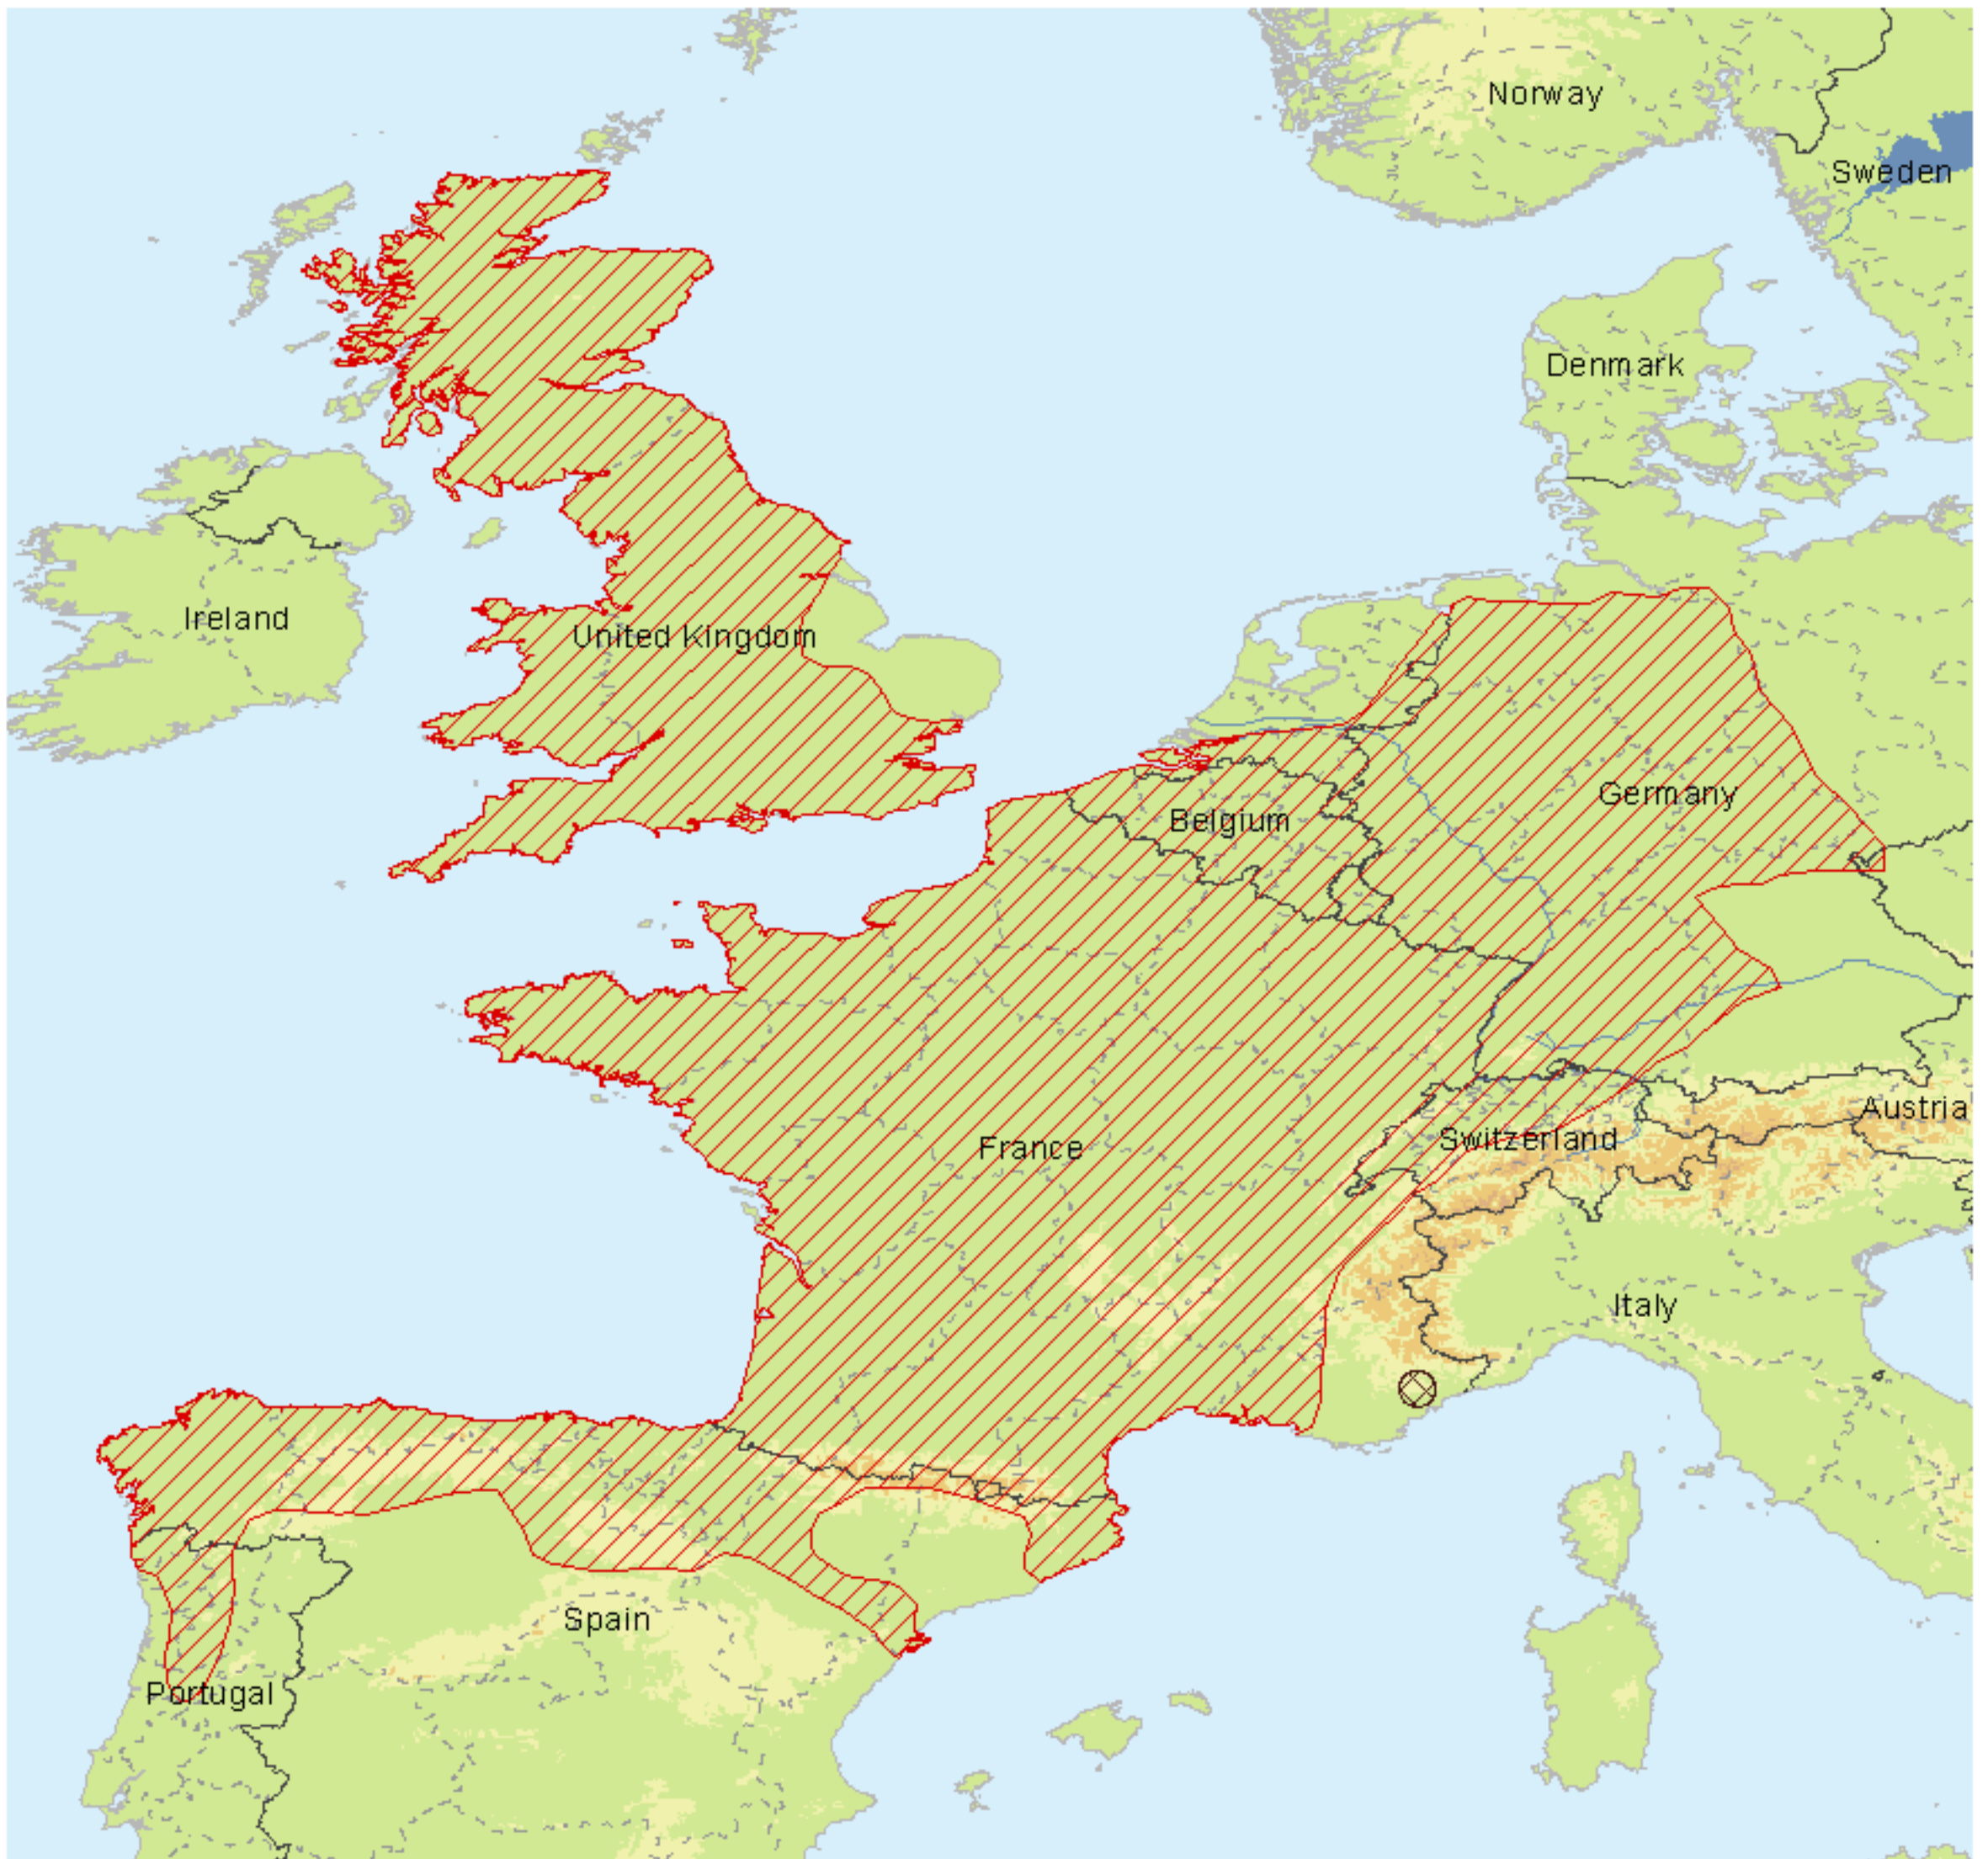 Norway
Sweden
Denmark
Ireland
United Kingdom
Germany
Belgium
Austria
Switzerland
France
Italy
Spain
Portugal